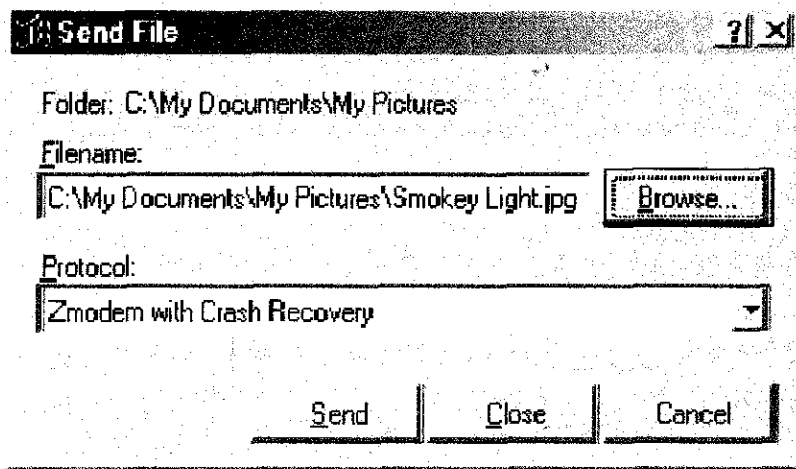 Send File
Folder: C:\My Documents\My Pictures
Filename:
C:\My Documents\My Pictures\Smokey Light.jpg Browse...
Protocol:
Zmodem with Crash Recovery
Send Close Cancel